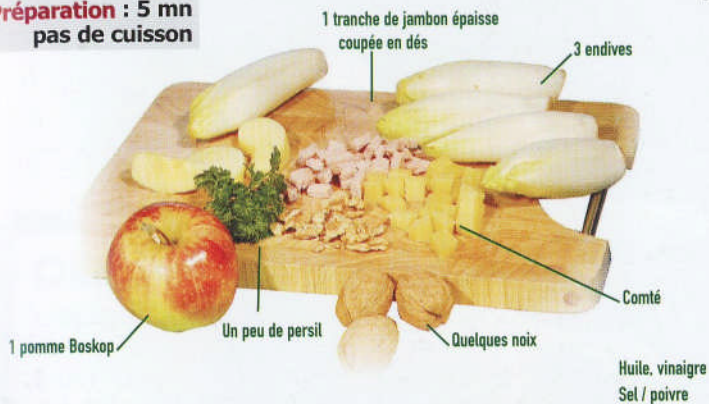 Préparation : 5 mn
pas de cuisson
1 tranche de jambon épaisse
coupée en dés
3 endives
Comté
Quelques noix
Un peu de persil
1 pomme Boskop
Huile, vinaigre
Sel / poivre